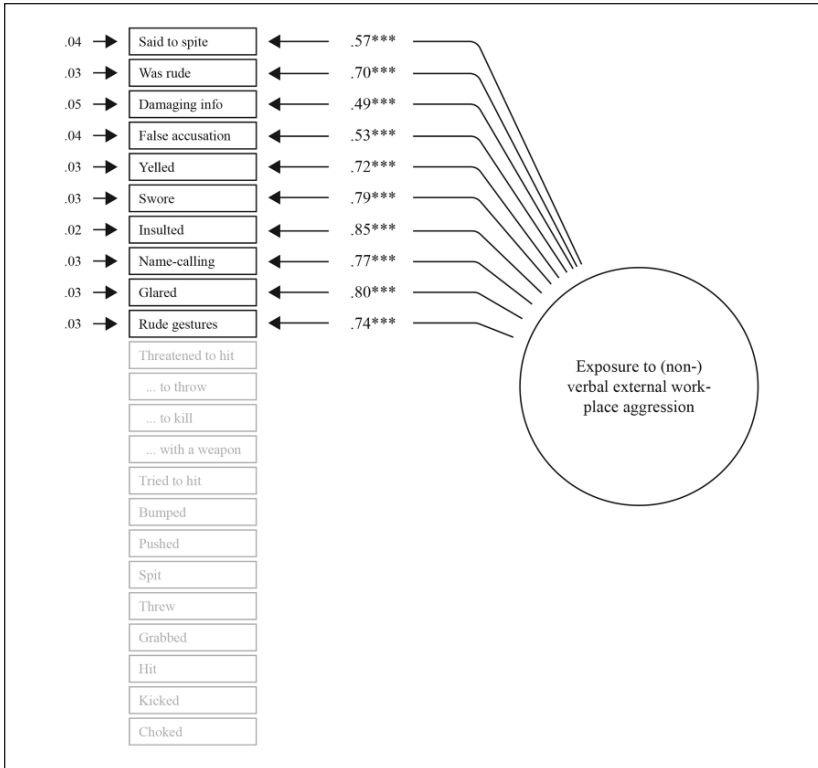 .04 Said to spite .57***
.03 Was rude .70***
.05 Damaging info .49***
.04 False accusation .53***
.03 Yelled .72***
.03 Swore .79***
.02 Insulted .85***
.03 Name-calling .77***
.03 Glared .80***
.03 Rude gestures .74***
Threatened to hit
... to throw
... to kill
... with a weapon
Tried to hit
Bumped
Pushed
Spit
Threw
Grabbed
Hit
Kicked
Choked
Exposure to (non-)
verbal external work-
place aggression